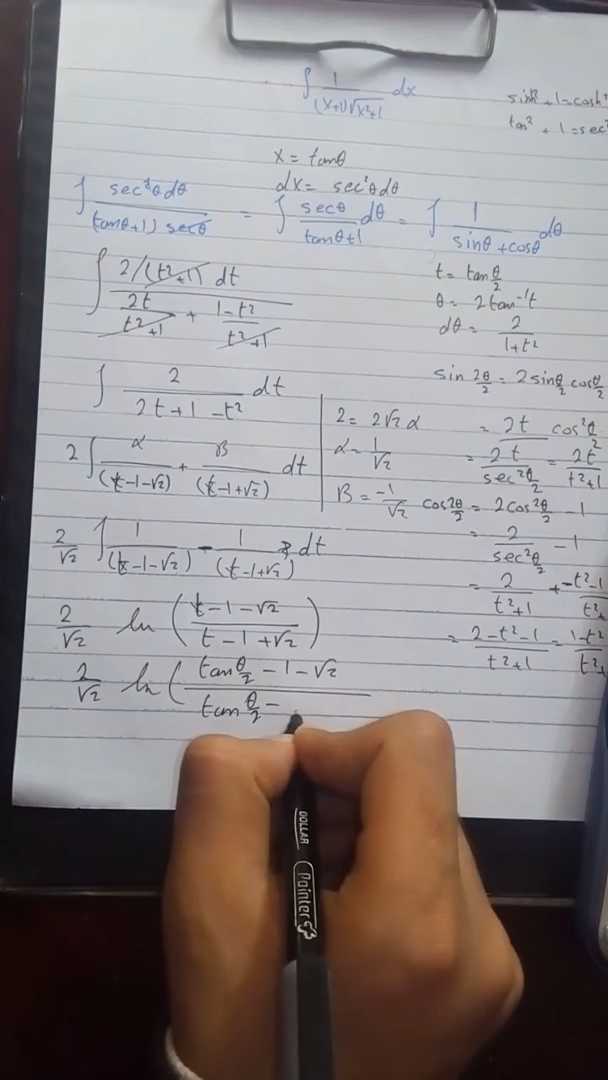 ∫ 1/((x+1)√x²+1) dx
sinh² + 1 = cosh²
tan² + 1 = sec²
x = tanθ
dx = sec²θ dθ
∫ sec²θ dθ/((tanθ+1) secθ) = ∫ secθ/(tanθ+1) dθ = ∫ 1/(sinθ + cosθ) dθ
∫ (2/(t²+1) dt)/(2t/(t²+1) + (1-t²)/(t²+1))
t = tan θ/2
θ = 2tan⁻¹t
dθ = 2/(1+t²)
∫ 2/(2t+1-t²) dt
sin 2θ/2 = 2sin θ/2 cos θ/2
2 = 2√2 α
= 2t cos² θ/2
2∫ α/(t-1-√2) + β/(t-1+√2) dt
α = 1/√2
= 2t/(sec² θ/2) = 2t/(t²+1)
β = -1/√2
cos 2θ/2 = 2cos² θ/2 - 1
2/√2 ∫ 1/(t-1-√2) - 1/(t-1+√2) dt
= 2/(sec² θ/2) - 1
= 2/(t²+1) + (-t²-1)/(t²+
2/√2 ln((t-1-√2)/(t-1+√2))
= (2-t²-1)/(t²+1) = (1-t²)/(t²+
2/√2 ln((tan θ/2 - 1 - √2)/(tan θ/2 -
DOLLAR
Pointer